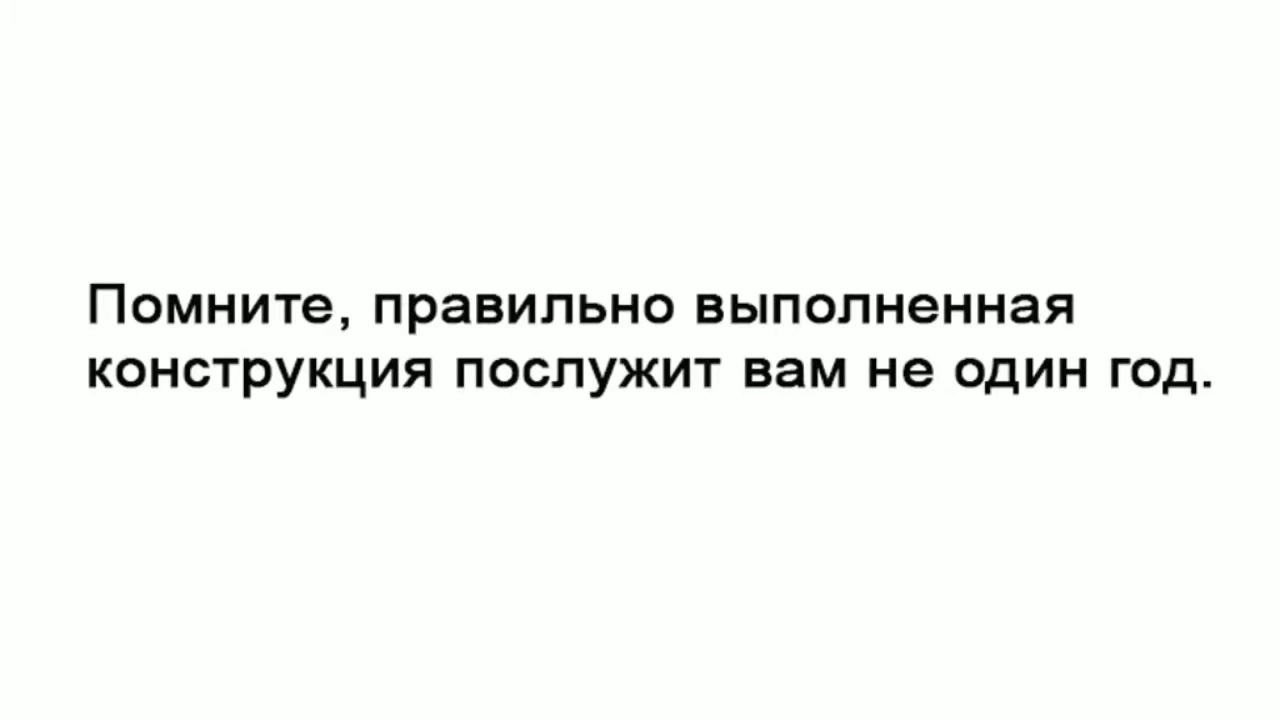 Помните, правильно выполненная
конструкция послужит вам не один год.